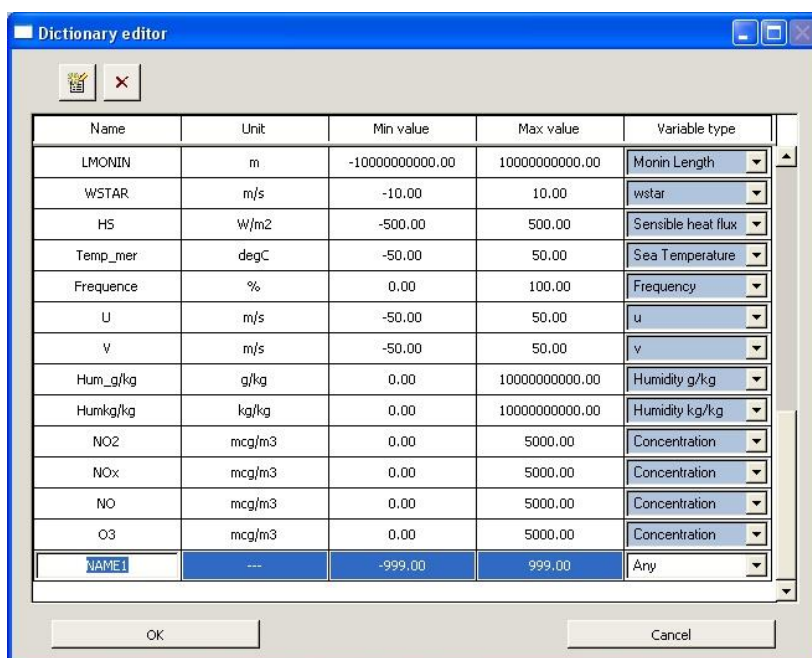 Dictionary editor
Name Unit Min value Max value Variable type
LMONIN m -10000000000.00 10000000000.00 Monin Length
WSTAR m/s -10.00 10.00 wstar
HS W/m2 -500.00 500.00 Sensible heat flux
Temp_mer degC -50.00 50.00 Sea Temperature
Frequence % 0.00 100.00 Frequency
U m/s -50.00 50.00 u
V m/s -50.00 50.00 v
Hum_g/kg g/kg 0.00 10000000000.00 Humidity g/kg
Humkg/kg kg/kg 0.00 10000000000.00 Humidity kg/kg
NO2 mcg/m3 0.00 5000.00 Concentration
NOx mcg/m3 0.00 5000.00 Concentration
NO mcg/m3 0.00 5000.00 Concentration
O3 mcg/m3 0.00 5000.00 Concentration
NAME1 --- -999.00 999.00 Any
OK Cancel